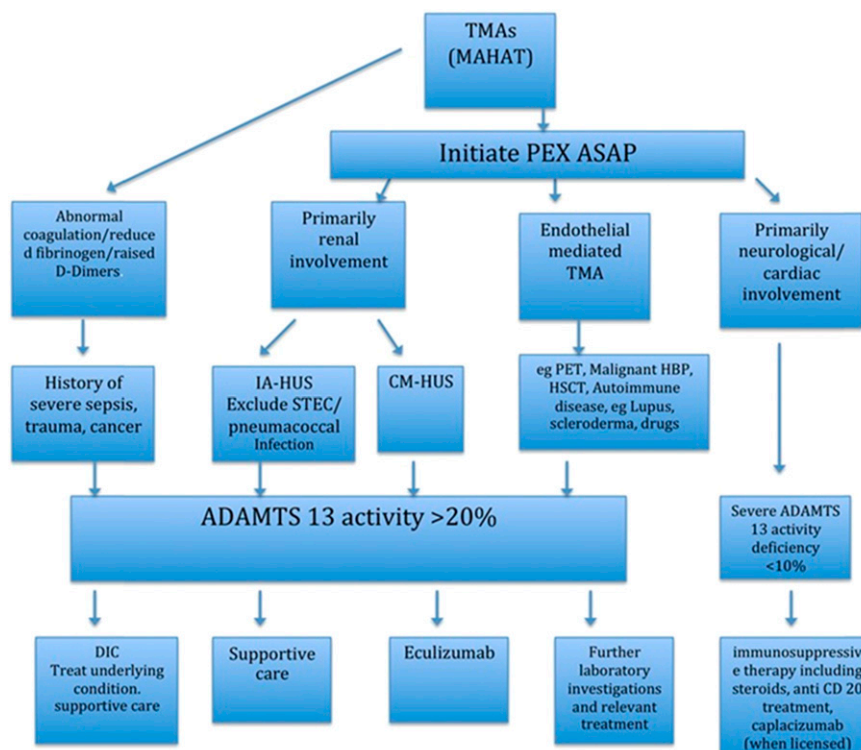 TMAs
(MAHAT)
Initiate PEX ASAP
Abnormal
coagulation/reduce
d fibrinogen/raised
D-Dimers.
Primarily
renal
involvement
Endothelial
mediated
TMA
Primarily
neurological/
cardiac
involvement
History of
severe sepsis,
trauma, cancer
IA-HUS
Exclude STEC/
pneumacoccal
Infection
CM-HUS
eg PET, Malignant HBP,
HSCT, Autoimmune
disease, eg Lupus,
scleroderma, drugs
ADAMTS 13 activity >20%
Severe ADAMTS
13 activity
deficiency
<10%
DIC
Treat underlying
condition.
supportive care
Supportive
care
Eculizumab
Further
laboratory
investigations
and relevant
treatment
immunosuppressiv
e therapy including
steroids, anti CD 20
treatment,
caplacizumab
(when licensed)